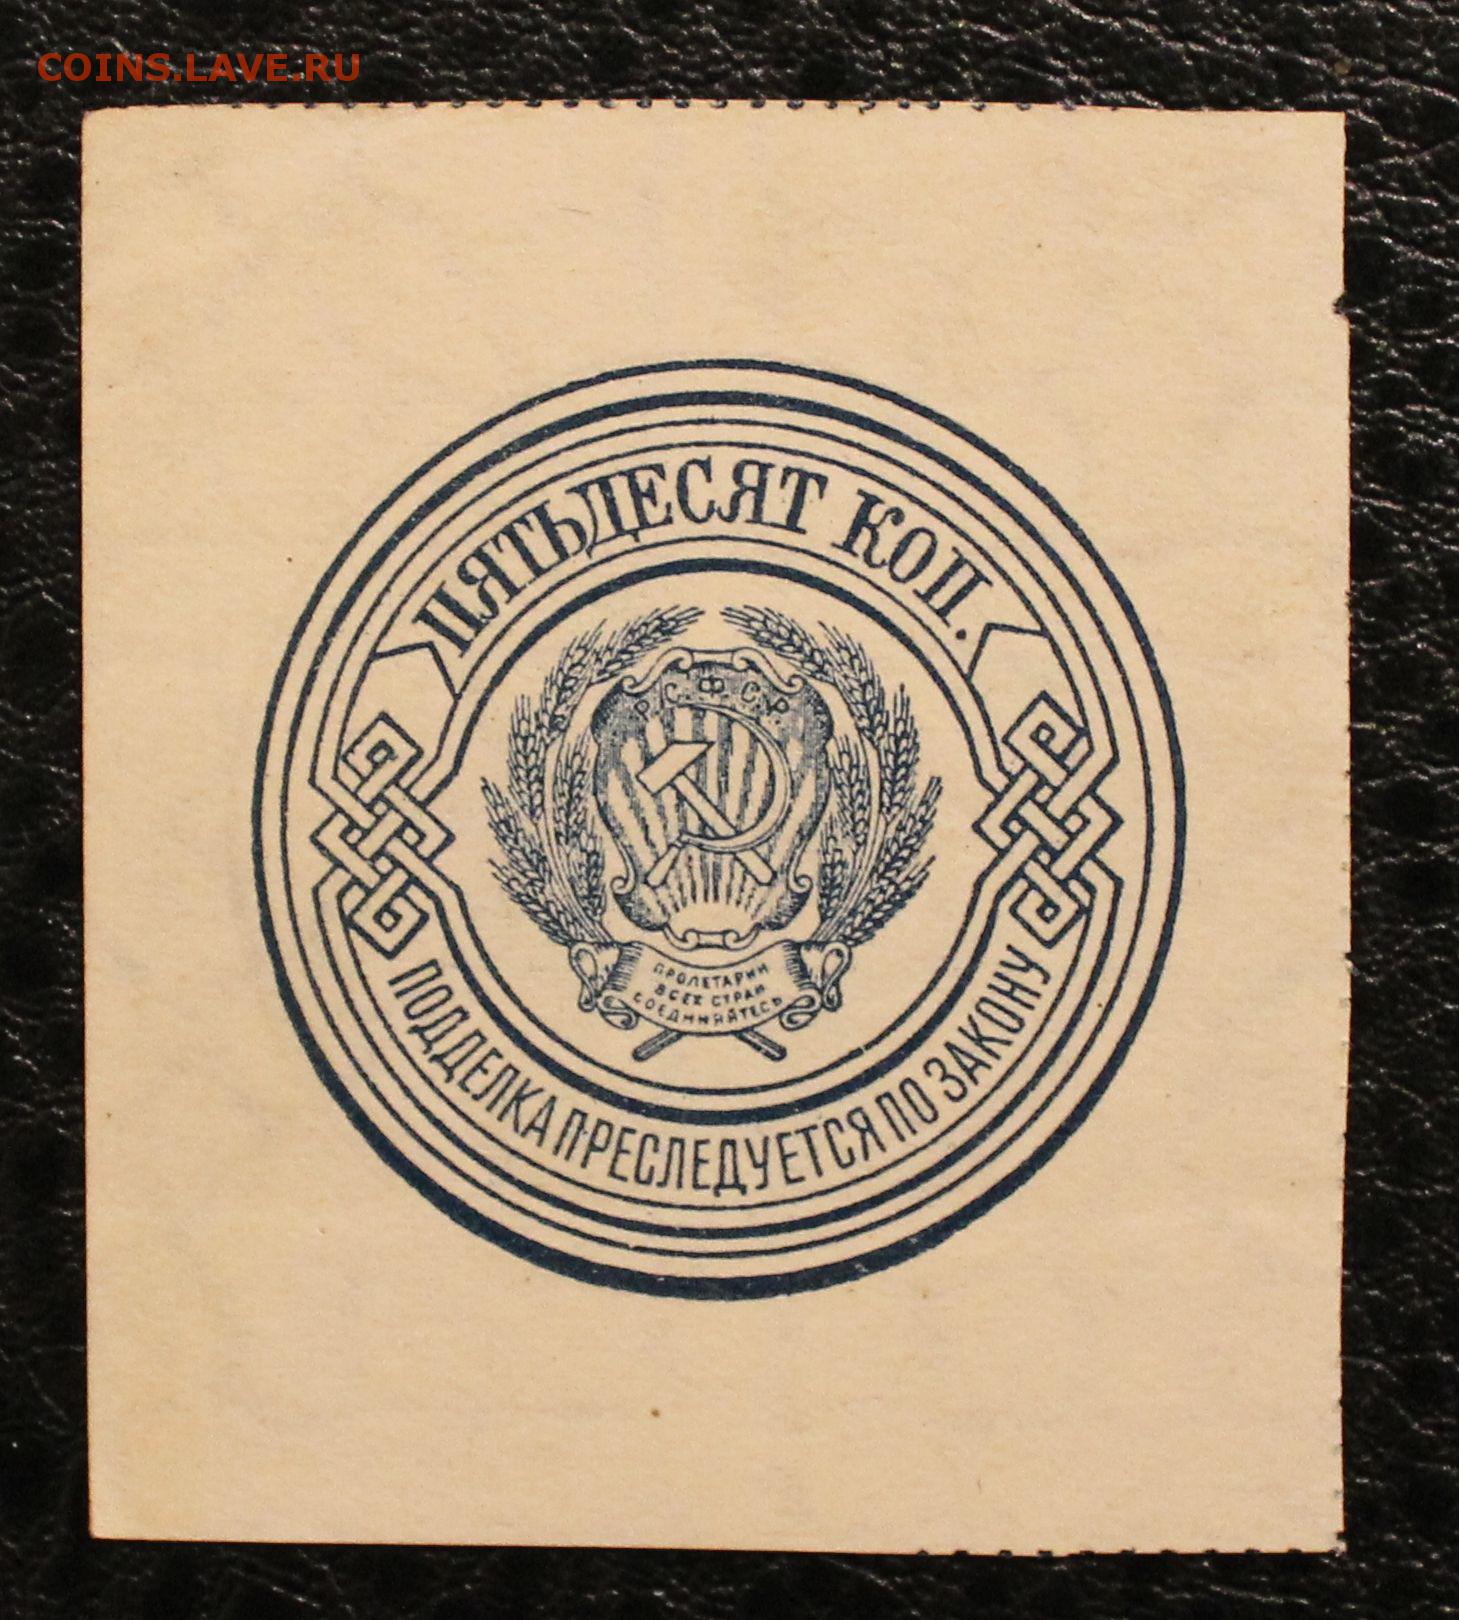 COINS.LAVE.RU
ПЯТЬДЕСЯТ КОП.
Р.С.Ф.С.Р.
ПРОЛЕТАРИИ
ВСЕХ СТРАН
СОЕДИНЯЙТЕСЬ
ПОДДЕЛКА ПРЕСЛЕДУЕТСЯ ПО ЗАКОНУ